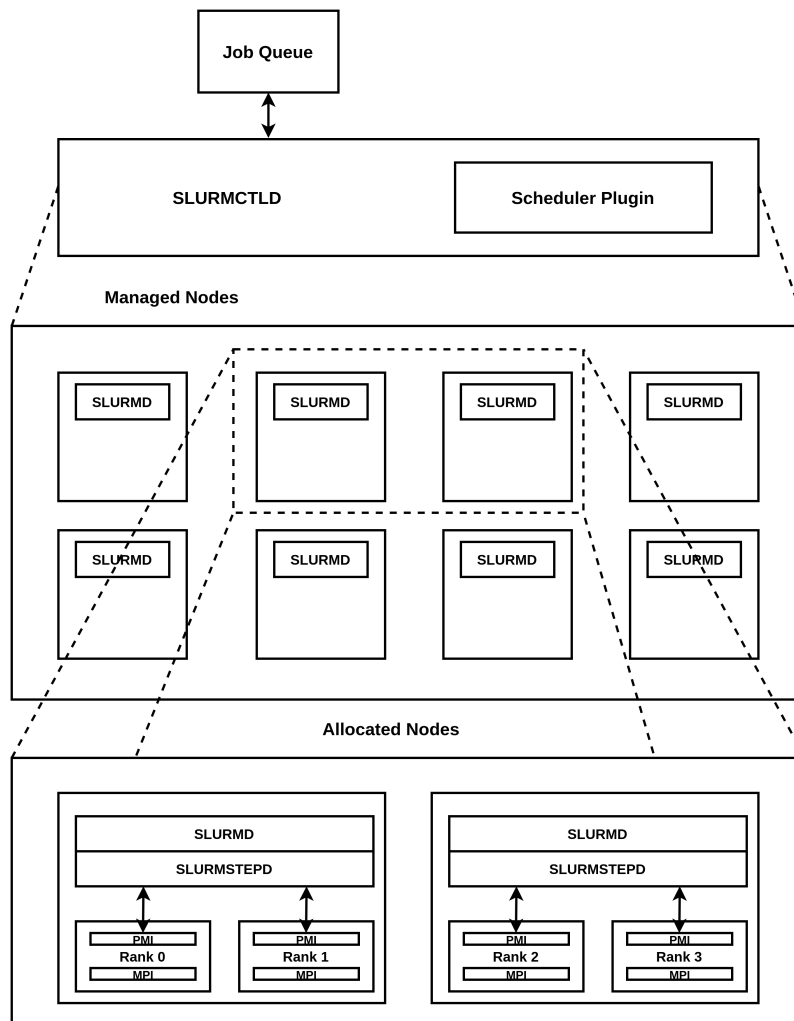 Job Queue
SLURMCTLD
Scheduler Plugin
Managed Nodes
SLURMD
SLURMD
SLURMD
SLURMD
SLURMD
SLURMD
SLURMD
SLURMD
Allocated Nodes
SLURMD
SLURMSTEPD
PMI
Rank 0
MPI
PMI
Rank 1
MPI
SLURMD
SLURMSTEPD
PMI
Rank 2
MPI
PMI
Rank 3
MPI